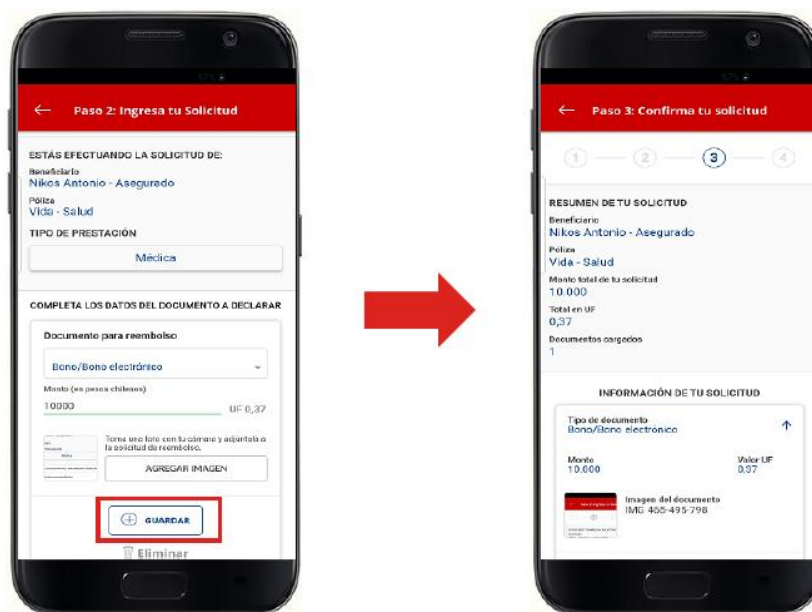 57%
Paso 2: Ingresa tu Solicitud
ESTÁS EFECTUANDO LA SOLICITUD DE:
Beneficiario
Nikos Antonio - Asegurado
Póliza
Vida - Salud
TIPO DE PRESTACIÓN
Médica
COMPLETA LOS DATOS DEL DOCUMENTO A DECLARAR
Documento para reembolso
Bono/Bono electrónico
Monto (en pesos chilenos)
10000
UF 0,37
Tome una foto con tu cámara y adjúntala a
la solicitud de reembolso.
AGREGAR IMAGEN
GUARDAR
Eliminar
57%
Paso 3: Confirma tu solicitud
1
2
3
4
RESUMEN DE TU SOLICITUD
Beneficiario
Nikos Antonio - Asegurado
Póliza
Vida - Salud
Monto total de tu solicitud
10.000
Total en UF
0,37
Documentos cargados
1
INFORMACIÓN DE TU SOLICITUD
Tipo de documento
Bono/Bono electrónico
Monto
10.000
Valor UF
0,37
Imagen del documento
IMG 465-495-798